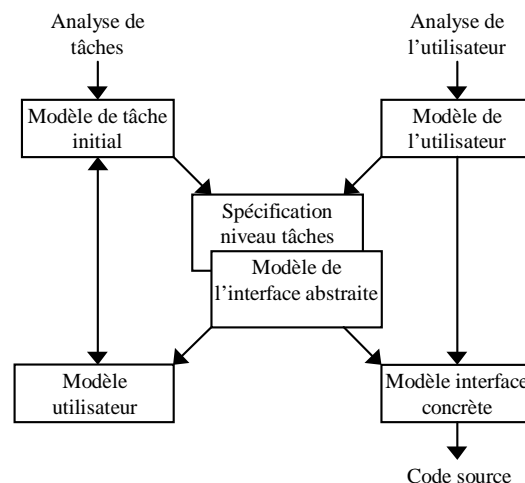 Analyse de
tâches
Analyse de
l'utilisateur
Modèle de tâche
initial
Modèle de
l'utilisateur
Spécification
niveau tâches
Modèle de
l'interface abstraite
Modèle
utilisateur
Modèle interface
concrète
Code source